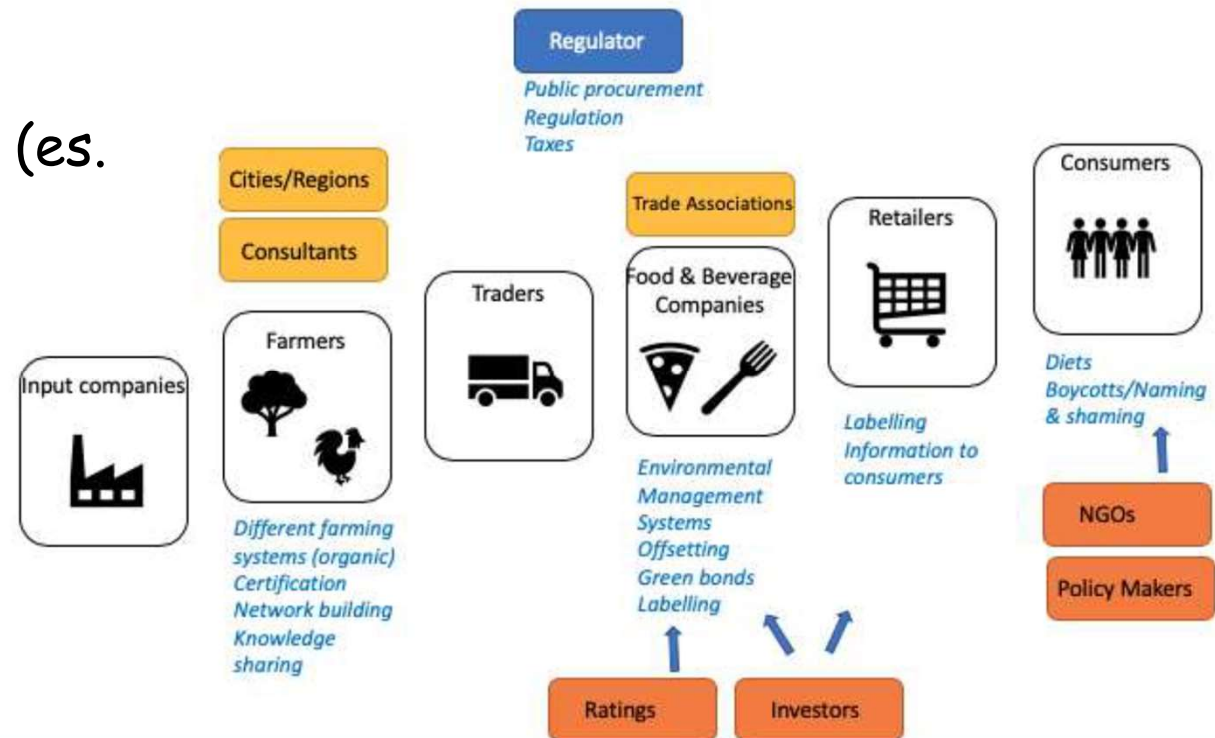 Regulator
Public procurement
Regulation
Taxes
(es.
Cities/Regions
Consultants
Trade Associations
Consumers
Retailers
Food & Beverage
Companies
Traders
Farmers
Input companies
Different farming
systems (organic)
Certification
Network building
Knowledge
sharing
Environmental
Management
Systems
Offsetting
Green bonds
Labelling
Labelling
Information to
consumers
Diets
Boycotts/Naming
& shaming
NGOs
Policy Makers
Ratings
Investors